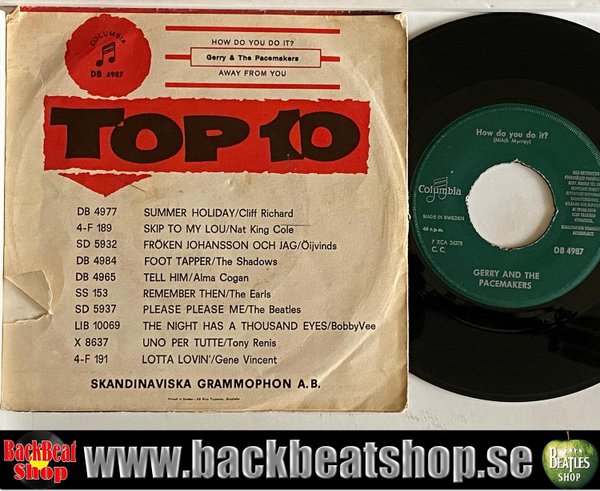 COLUMBIA
DB 4987
HOW DO YOU DO IT?
Gerry & The Pacemakers
AWAY FROM YOU
TOP 10
DB 4977 SUMMER HOLIDAY/Cliff Richard
4-F 189 SKIP TO MY LOU/Nat King Cole
SD 5932 FRÖKEN JOHANSSON OCH JAG/Öijvinds
DB 4984 FOOT TAPPER/The Shadows
DB 4965 TELL HIM/Alma Cogan
SS 153 REMEMBER THEN/The Earls
SD 5937 PLEASE PLEASE ME/The Beatles
LIB 10069 THE NIGHT HAS A THOUSAND EYES/BobbyVee
X 8637 UNO PER TUTTE/Tony Renis
4-F 191 LOTTA LOVIN'/Gene Vincent
SKANDINAVISKA GRAMMOPHON A.B.
How do you do it?
(Mitch Murray)
Columbia
MADE IN SWEDEN
45 r.p.m.
7 XCA 26378
C. C.
DB 4987
GERRY AND THE
PACEMAKERS
BackBeat
Shop
www.backbeatshop.se
BEATLES
SHOP